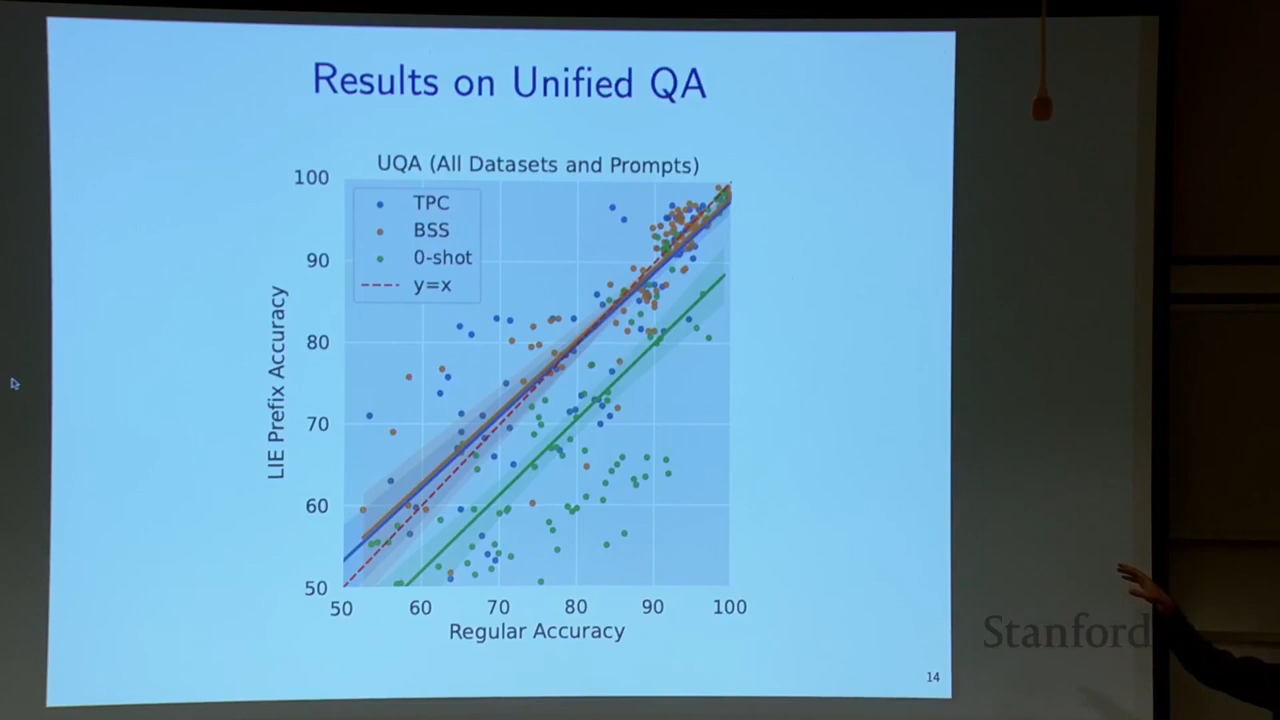 Results on Unified QA
UQA (All Datasets and Prompts)
100
90
80
70
60
50
LIE Prefix Accuracy
TPC
BSS
0-shot
y=x
50 60 70 80 90 100
Regular Accuracy
14
Stanford